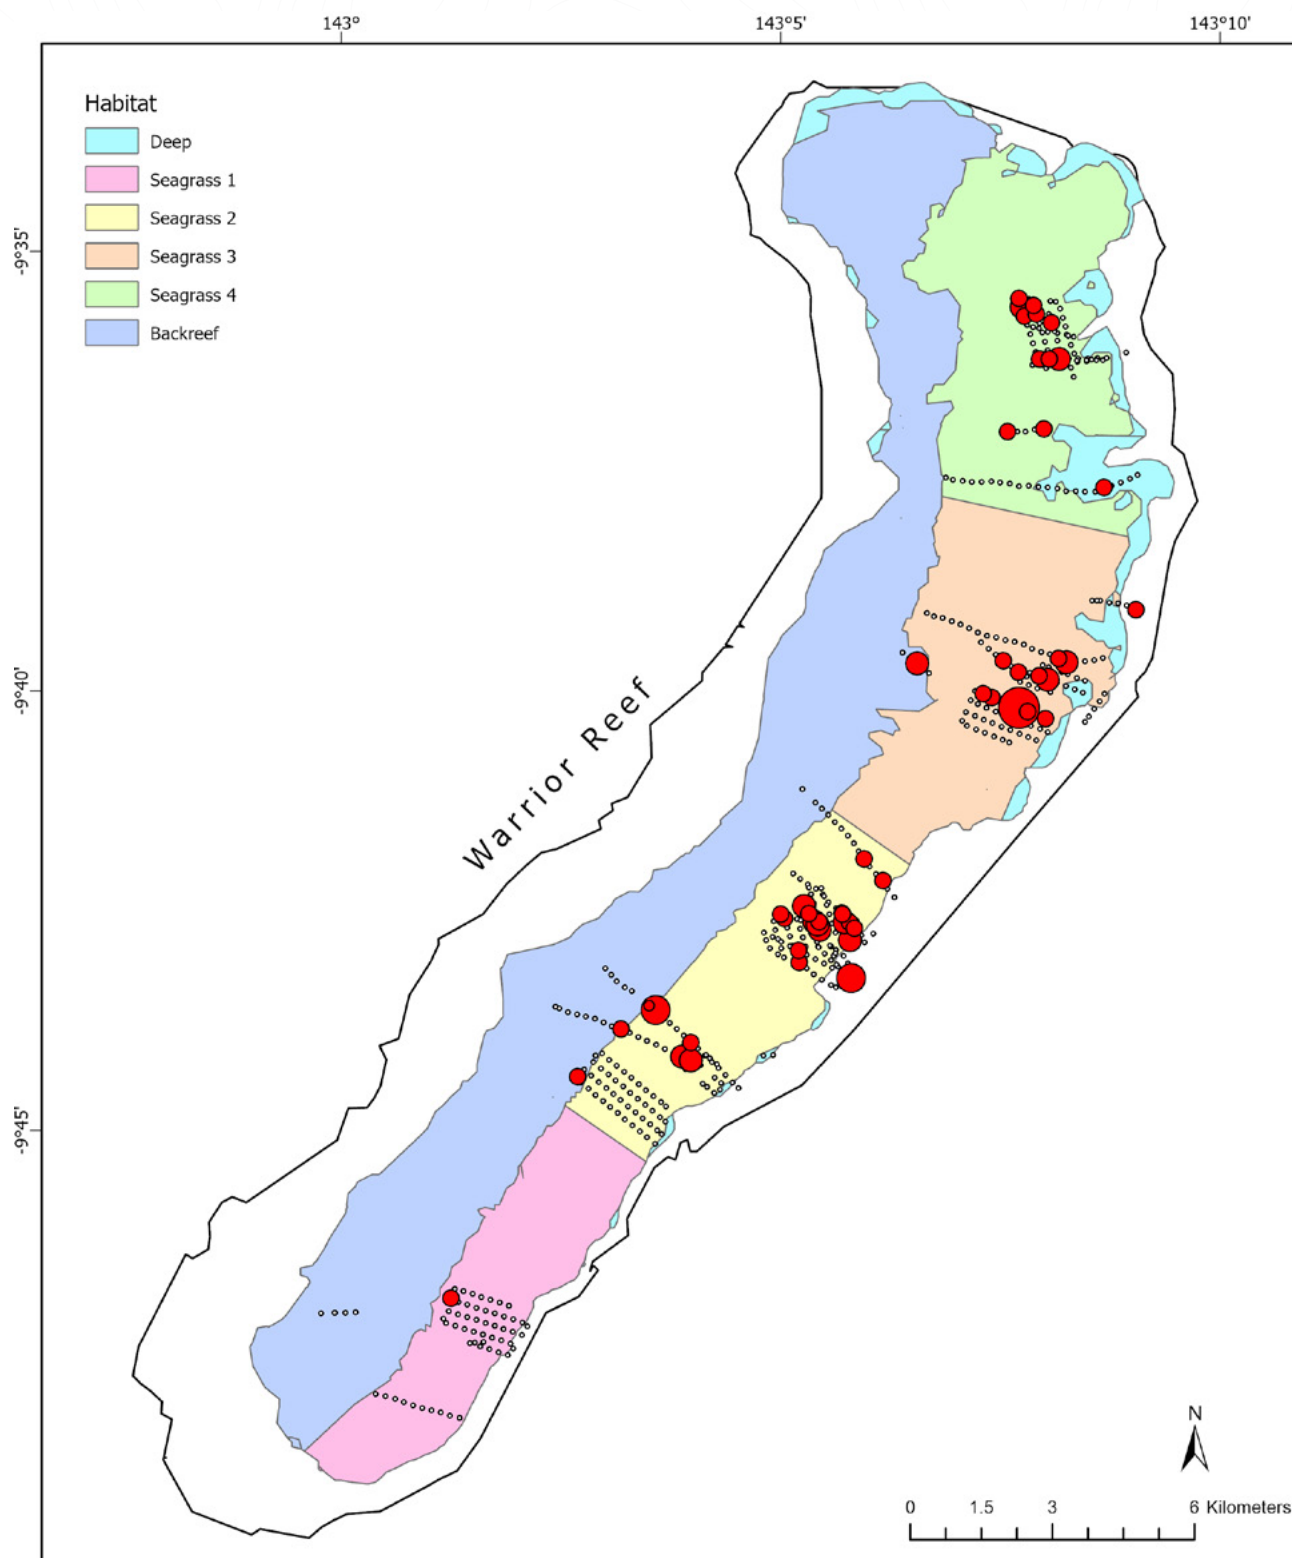 143°
143°5'
143°10'
Habitat
Deep
Seagrass 1
Seagrass 2
Seagrass 3
Seagrass 4
Backreef
-9°35'
-9°40'
-9°45'
Warrior Reef
N
0 1.5 3 6 Kilometers